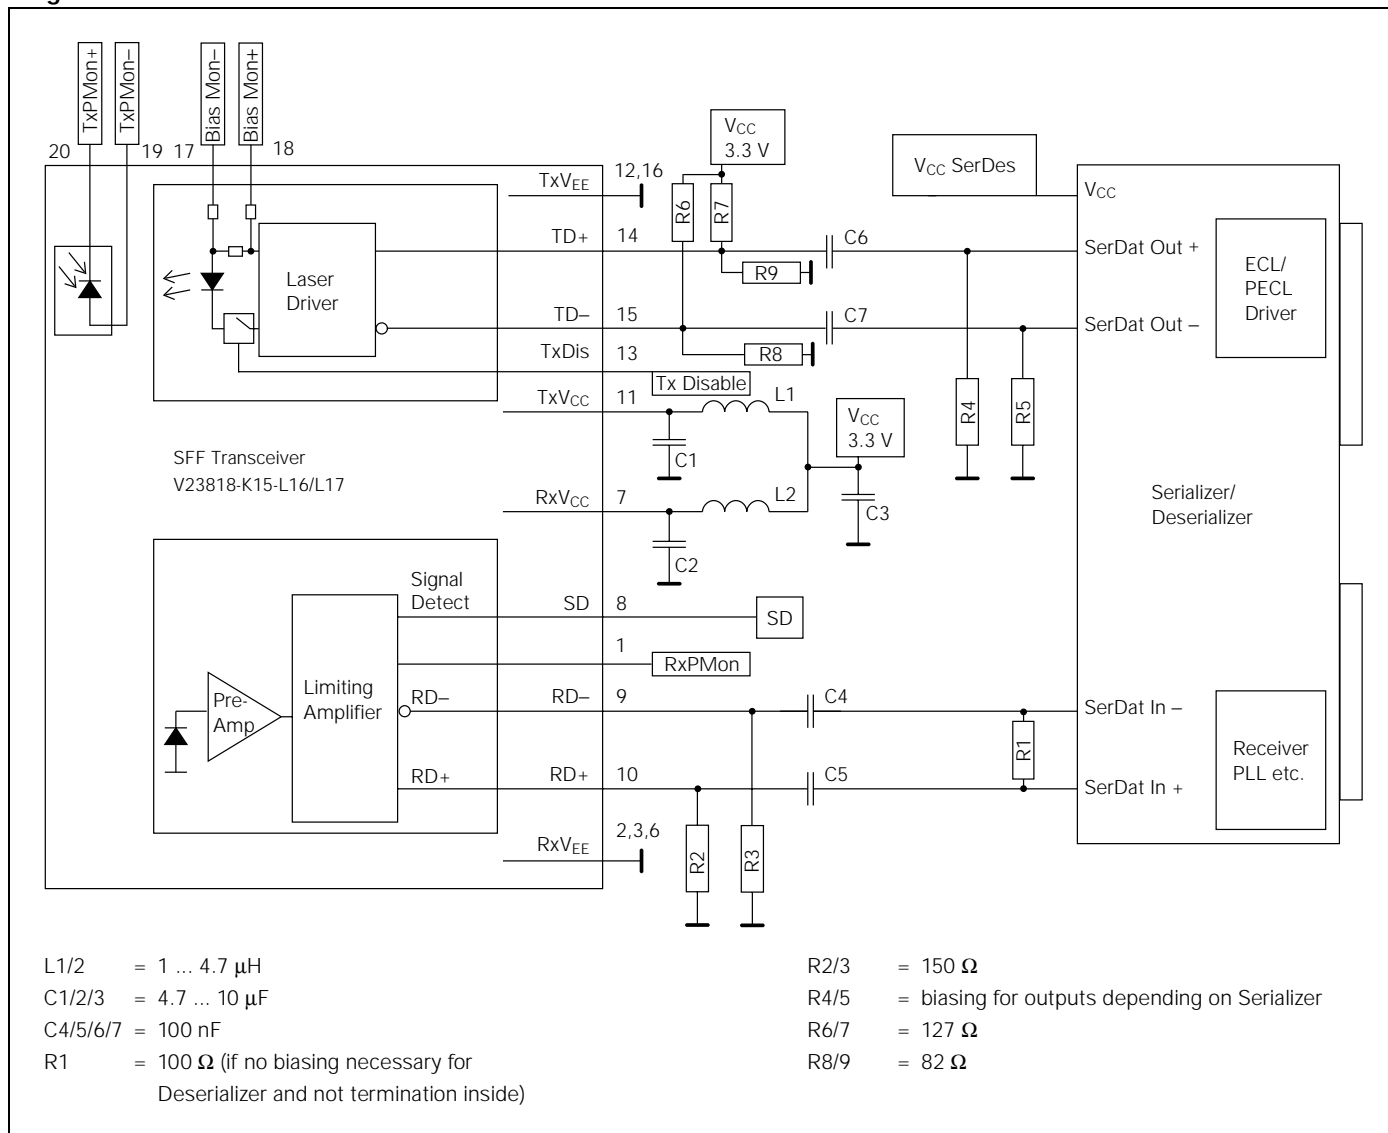 TxPMon+
TxPMon–
Bias Mon–
Bias Mon+
20
19
17
18
VCC
3.3 V
VCC SerDes
TxVEE
12,16
R6
R7
VCC
TD+
14
C6
SerDat Out +
R9
Laser
Driver
ECL/
PECL
Driver
TD–
15
C7
SerDat Out –
R8
TxDis
13
Tx Disable
TxVCC
11
L1
VCC
3.3 V
R4
R5
C1
SFF Transceiver
V23818-K15-L16/L17
RxVCC
7
L2
C3
Serializer/
Deserializer
C2
Signal
Detect
SD
8
SD
1
RxPMon
Pre-
Amp
Limiting
Amplifier
RD–
RD–
9
C4
SerDat In –
R1
Receiver
PLL etc.
RD+
RD+
10
C5
SerDat In +
RxVEE
2,3,6
R2
R3
L1/2 = 1 ... 4.7 μH
C1/2/3 = 4.7 ... 10 μF
C4/5/6/7 = 100 nF
R1 = 100 Ω (if no biasing necessary for
Deserializer and not termination inside)
R2/3 = 150 Ω
R4/5 = biasing for outputs depending on Serializer
R6/7 = 127 Ω
R8/9 = 82 Ω